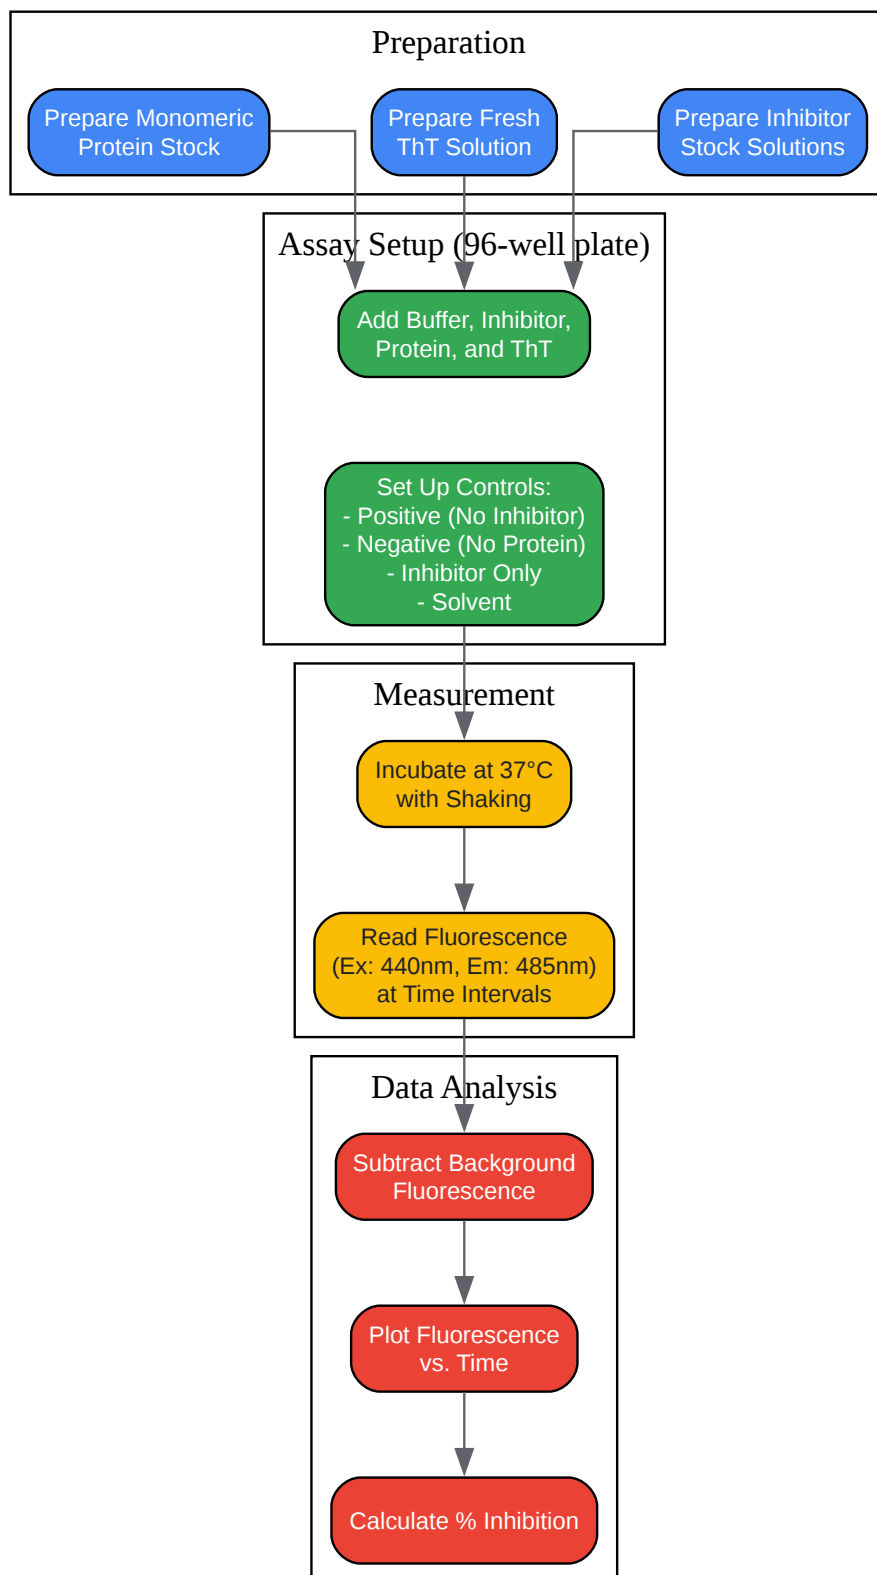 Preparation
Prepare Monomeric
Protein Stock
Prepare Fresh
ThT Solution
Prepare Inhibitor
Stock Solutions
Assay Setup (96-well plate)
Add Buffer, Inhibitor,
Protein, and ThT
Set Up Controls:
- Positive (No Inhibitor)
- Negative (No Protein)
- Inhibitor Only
- Solvent
Measurement
Incubate at 37°C
with Shaking
Read Fluorescence
(Ex: 440nm, Em: 485nm)
at Time Intervals
Data Analysis
Subtract Background
Fluorescence
Plot Fluorescence
vs. Time
Calculate % Inhibition